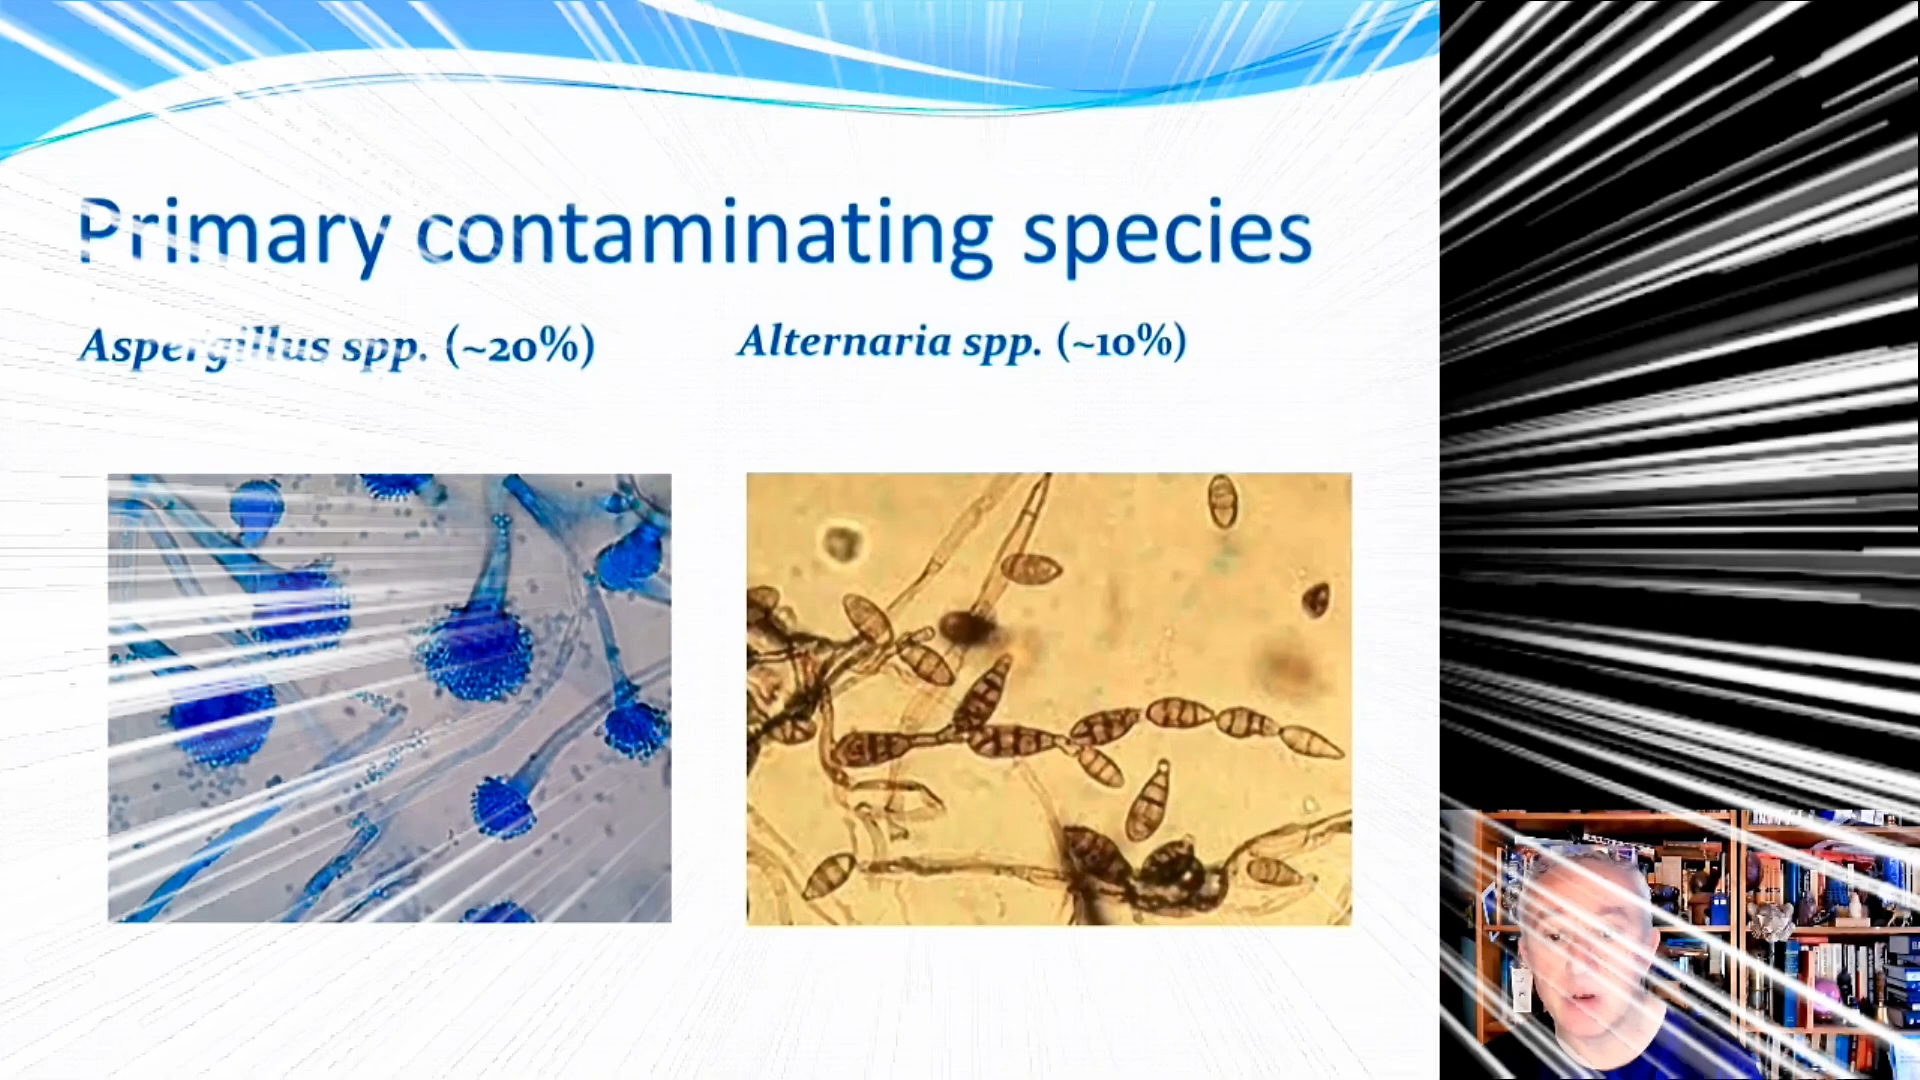 Primary contaminating species
Aspergillus spp. (~20%)
Alternaria spp. (~10%)